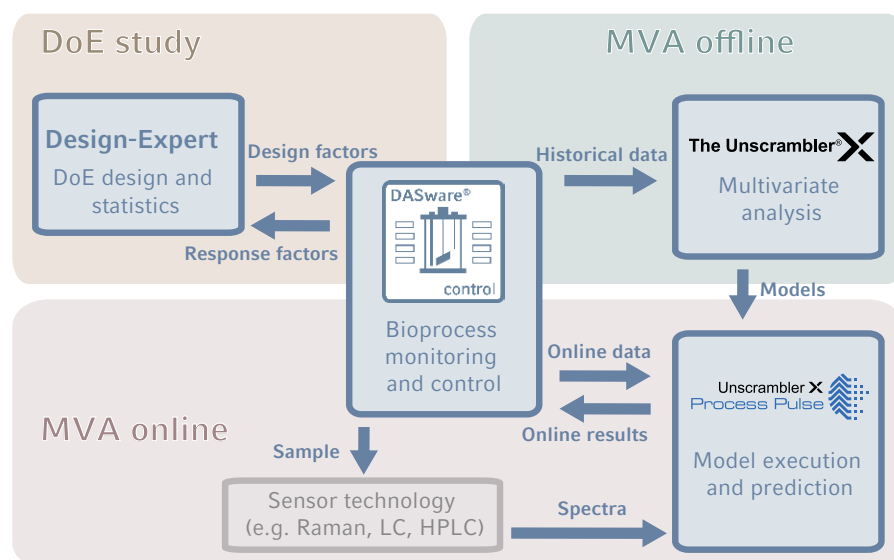 DoE study
MVA offline
Design-Expert
DoE design and
statistics
Design factors
Response factors
DASware®
control
Bioprocess
monitoring
and control
Historical data
The Unscrambler® X
Multivariate
analysis
Models
MVA online
Online data
Online results
Unscrambler X
Process Pulse
Model execution
and prediction
Sample
Sensor technology
(e.g. Raman, LC, HPLC)
Spectra